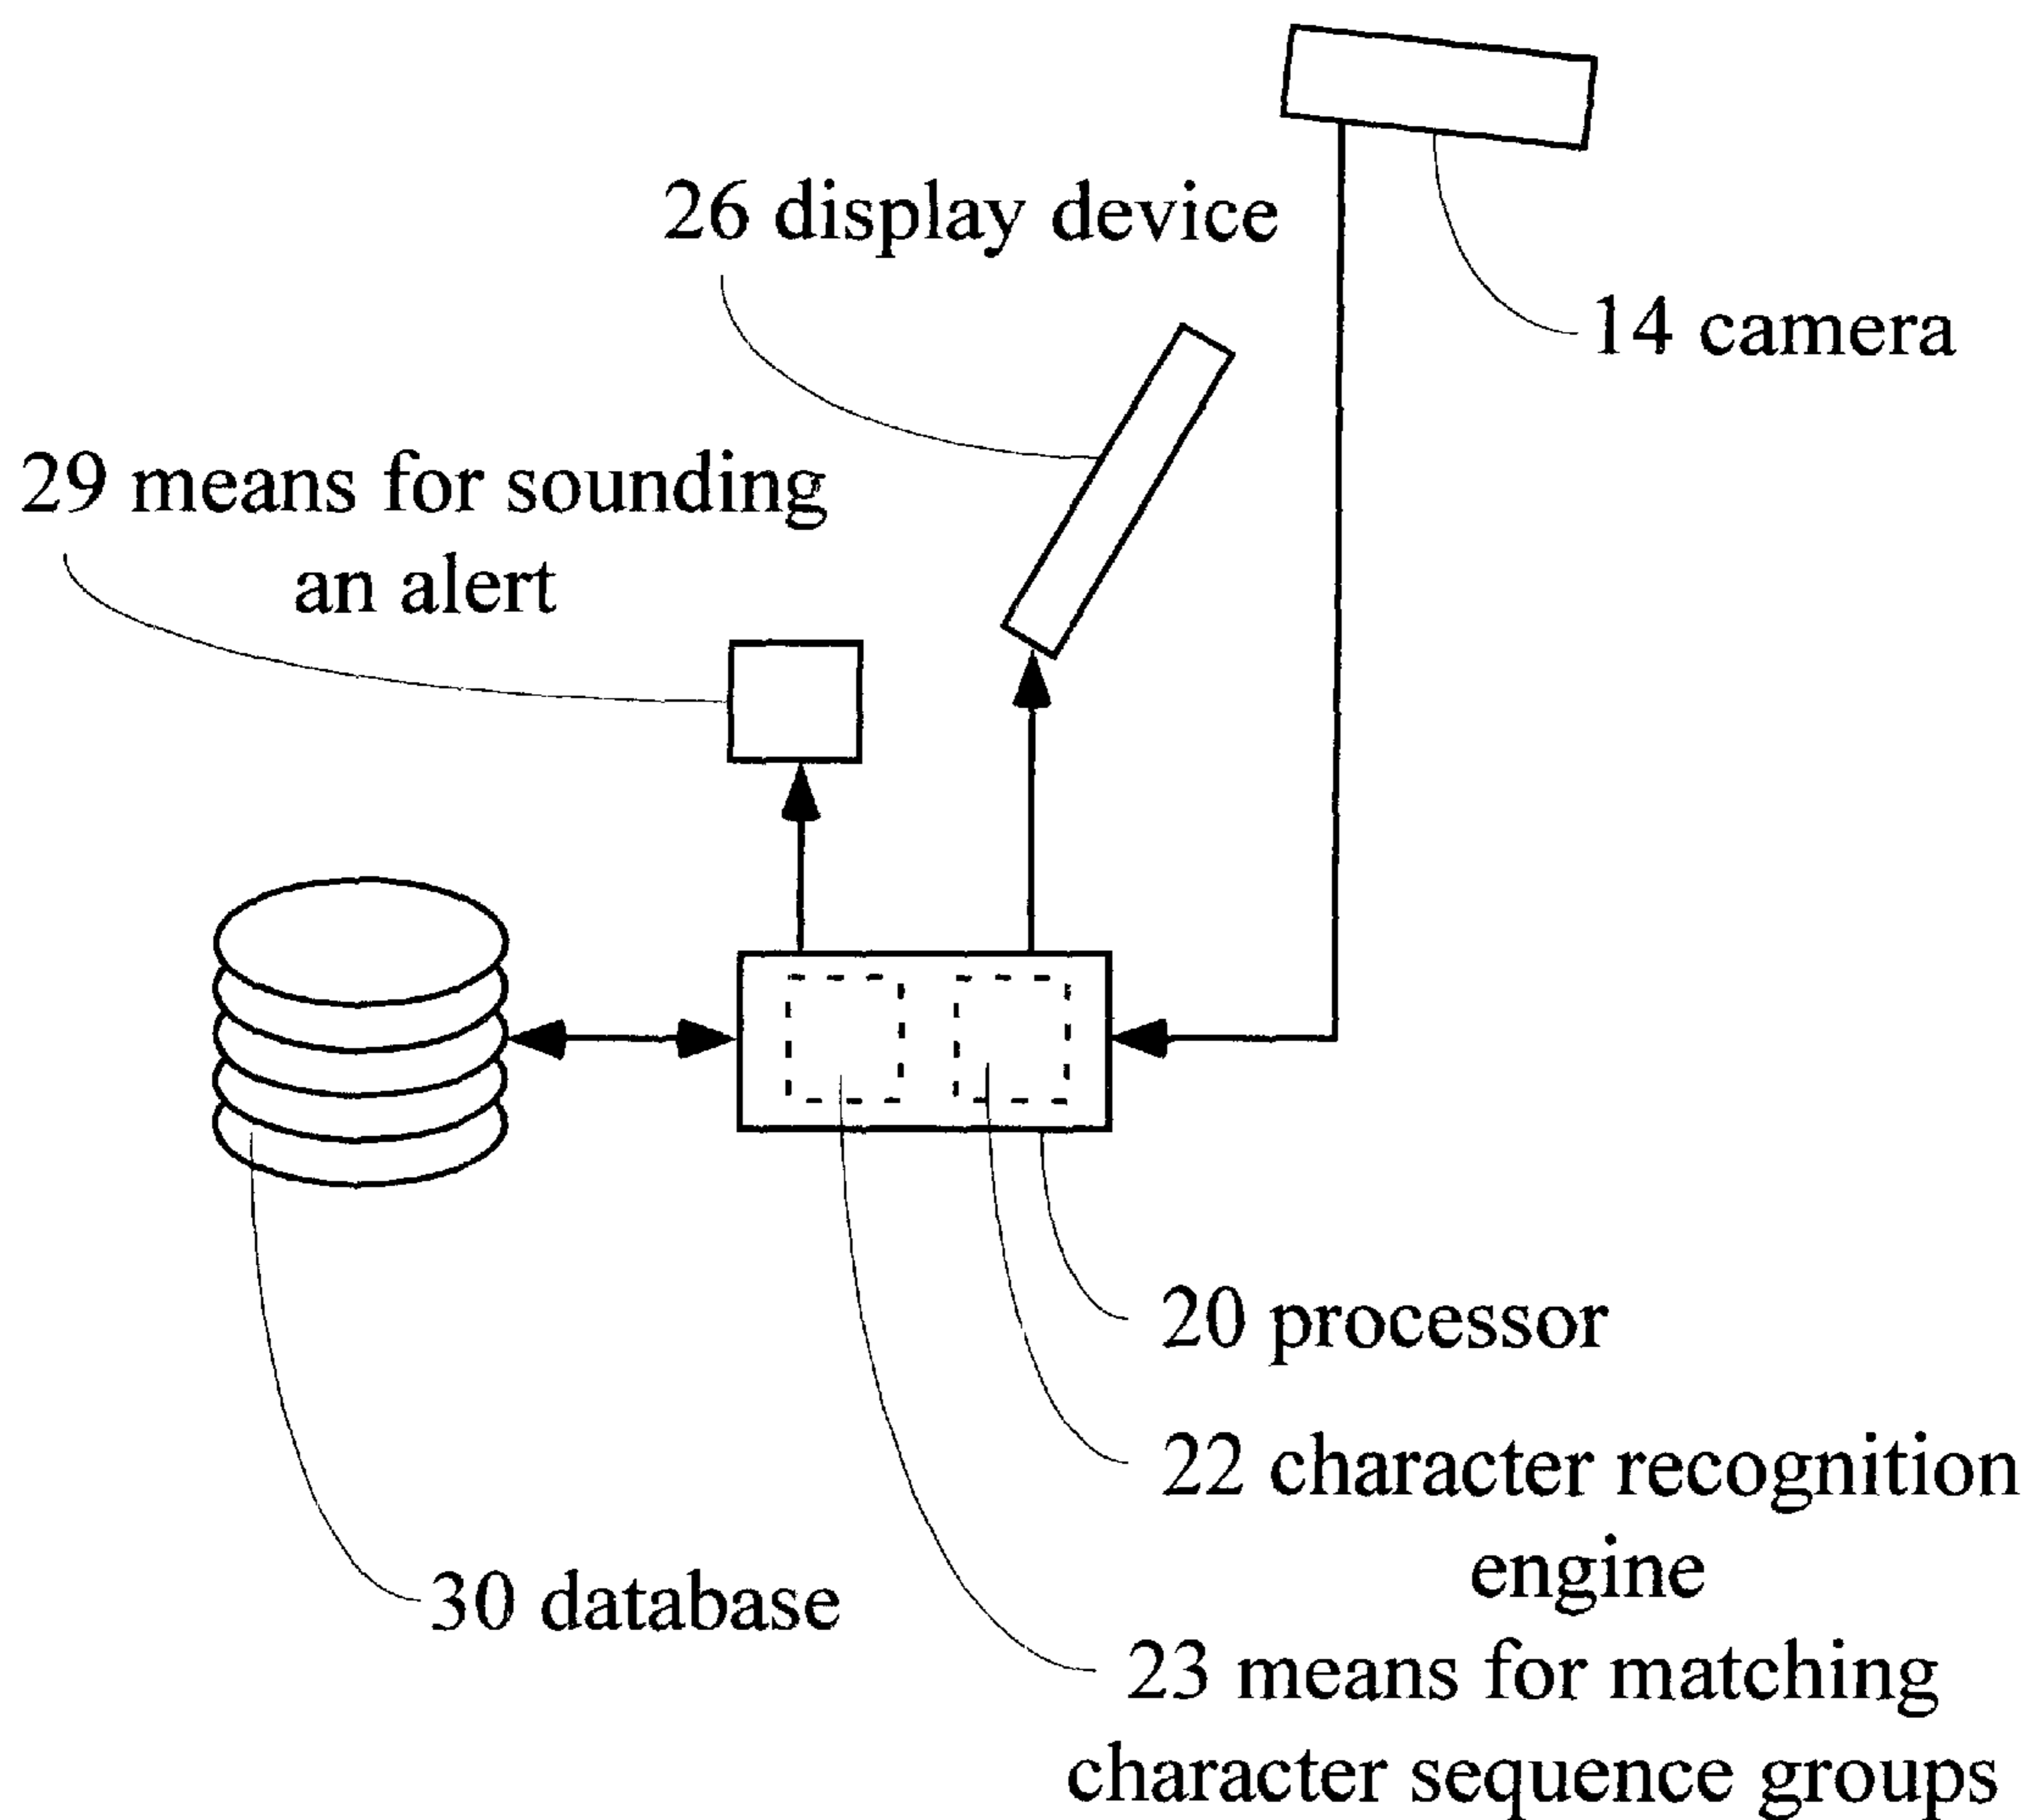 26 display device
14 camera
29 means for sounding
an alert
20 processor
22 character recognition
engine
30 database
23 means for matching
character sequence groups